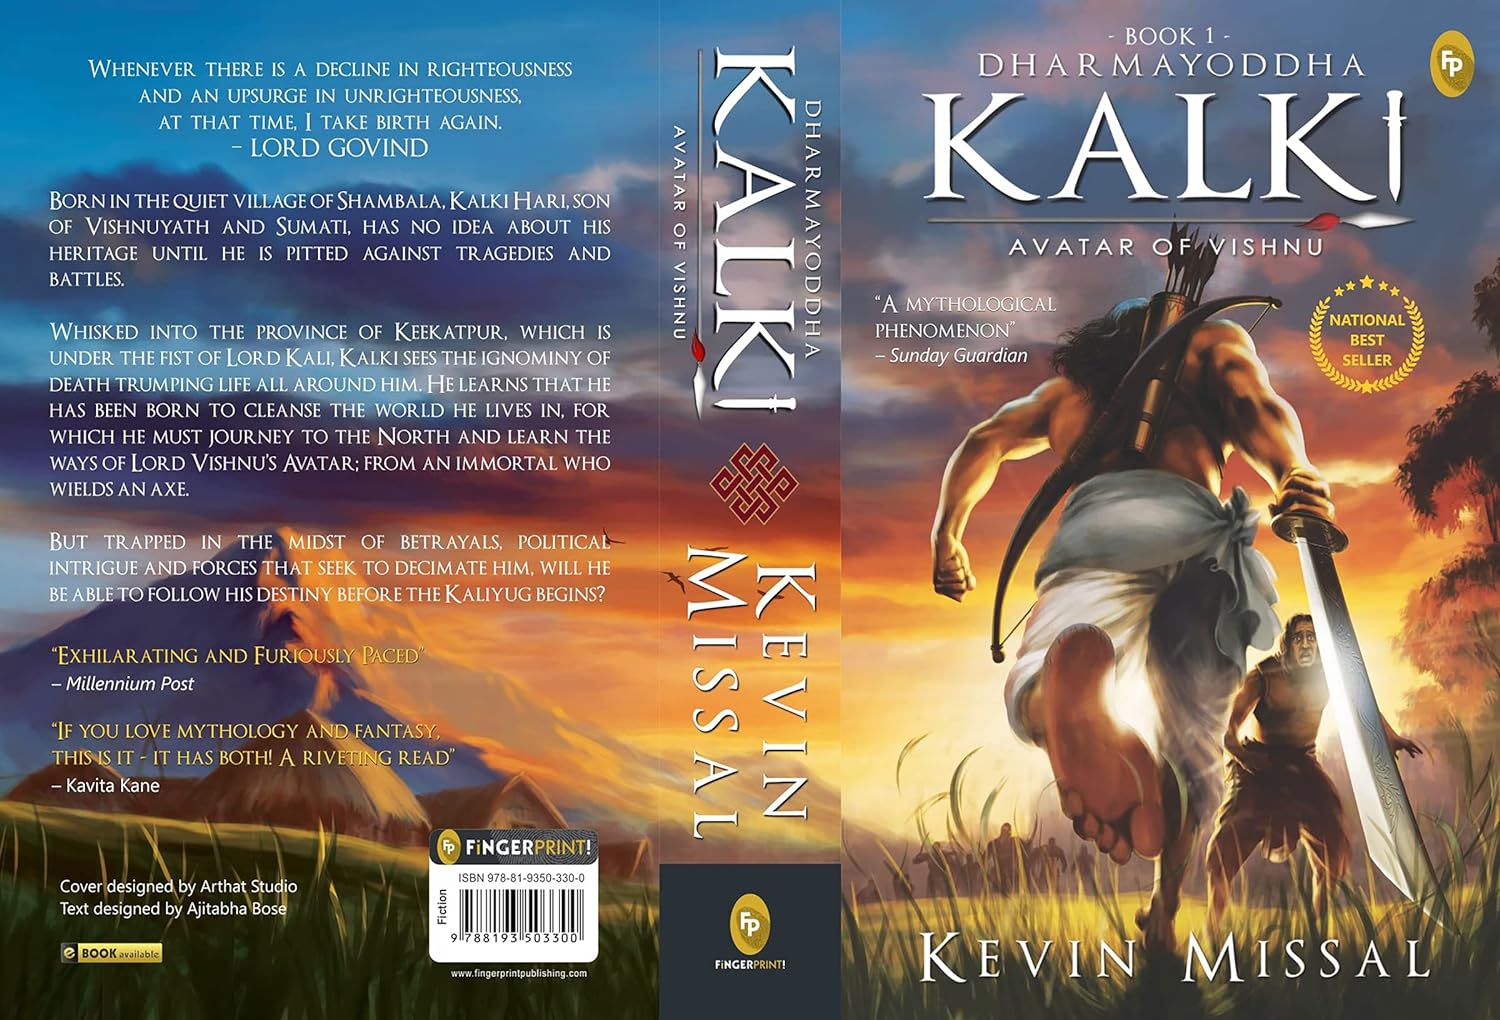 WHENEVER THERE IS A DECLINE IN RIGHTEOUSNESS
AND AN UPSURGE IN UNRIGHTEOUSNESS,
AT THAT TIME, I TAKE BIRTH AGAIN.
– LORD GOVIND
BORN IN THE QUIET VILLAGE OF SHAMBALA, KALKI HARI, SON
OF VISHNUYATH AND SUMATI, HAS NO IDEA ABOUT HIS
HERITAGE UNTIL HE IS PITTED AGAINST TRAGEDIES AND
BATTLES.
WHISKED INTO THE PROVINCE OF KEEKATPUR, WHICH IS
UNDER THE FIST OF LORD KALI, KALKI SEES THE IGNOMINY OF
DEATH TRUMPING LIFE ALL AROUND HIM. HE LEARNS THAT HE
HAS BEEN BORN TO CLEANSE THE WORLD HE LIVES IN, FOR
WHICH HE MUST JOURNEY TO THE NORTH AND LEARN THE
WAYS OF LORD VISHNU'S AVATAR; FROM AN IMMORTAL WHO
WIELDS AN AXE.
BUT TRAPPED IN THE MIDST OF BETRAYALS, POLITICAL
INTRIGUE AND FORCES THAT SEEK TO DECIMATE HIM, WILL HE
BE ABLE TO FOLLOW HIS DESTINY BEFORE THE KALIYUG BEGINS?
"EXHILARATING AND FURIOUSLY PACED"
– Millennium Post
"IF YOU LOVE MYTHOLOGY AND FANTASY,
THIS IS IT - IT HAS BOTH! A RIVETING READ"
– Kavita Kane
Cover designed by Arthat Studio
Text designed by Ajitabha Bose
e BOOK available
FP FiNGERPRINT!
ISBN 978-81-9350-330-0
Fiction
9 788193 503300
www.fingerprintpublishing.com
DHARMAYODDHA
KALKI
AVATAR OF VISHNU
KEVIN
MISSAL
FP
FiNGERPRINT!
- BOOK 1 -
DHARMAYODDHA
KALKI
AVATAR OF VISHNU
FP
"A MYTHOLOGICAL
PHENOMENON"
– Sunday Guardian
NATIONAL
BEST
SELLER
KEVIN MISSAL